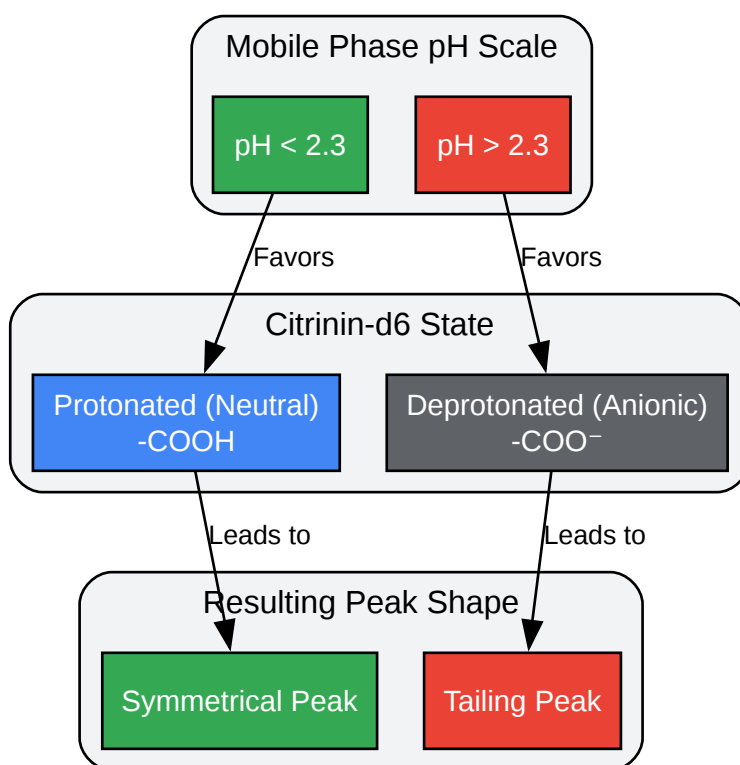 Mobile Phase pH Scale
pH < 2.3
pH > 2.3
Favors
Favors
Citrinin-d6 State
Protonated (Neutral)
-COOH
Deprotonated (Anionic)
-COO⁻
Leads to
Leads to
Resulting Peak Shape
Symmetrical Peak
Tailing Peak